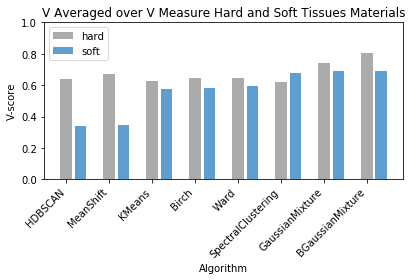 V Averaged over V Measure Hard and Soft Tissues Materials
1.0
hard
soft
0.8
0.6
0.4
0.2
0.0
V-score
HDBSCAN
MeanShift
KMeans
Birch
Ward
SpectralClustering
GaussianMixture
BGaussianMixture
Algorithm